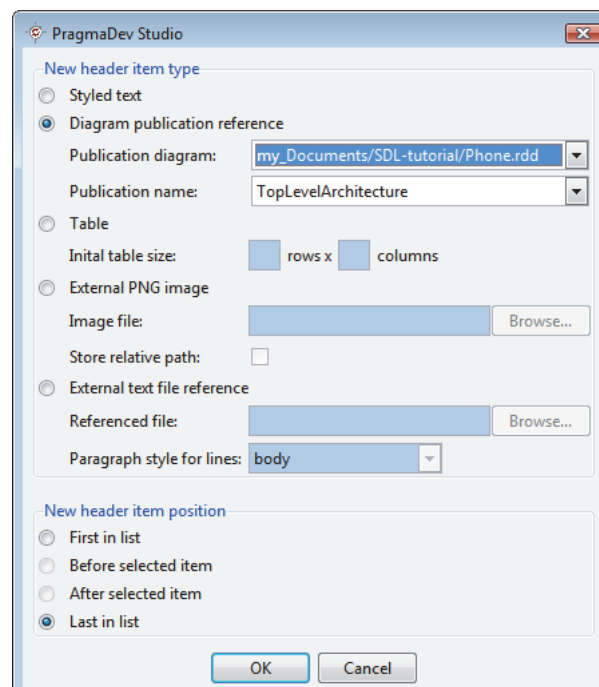 PragmaDev Studio
New header item type
Styled text
Diagram publication reference
Publication diagram: my_Documents/SDL-tutorial/Phone.rdd
Publication name: TopLevelArchitecture
Table
Inital table size: rows x columns
External PNG image
Image file: Browse...
Store relative path:
External text file reference
Referenced file: Browse...
Paragraph style for lines: body
New header item position
First in list
Before selected item
After selected item
Last in list
OK Cancel